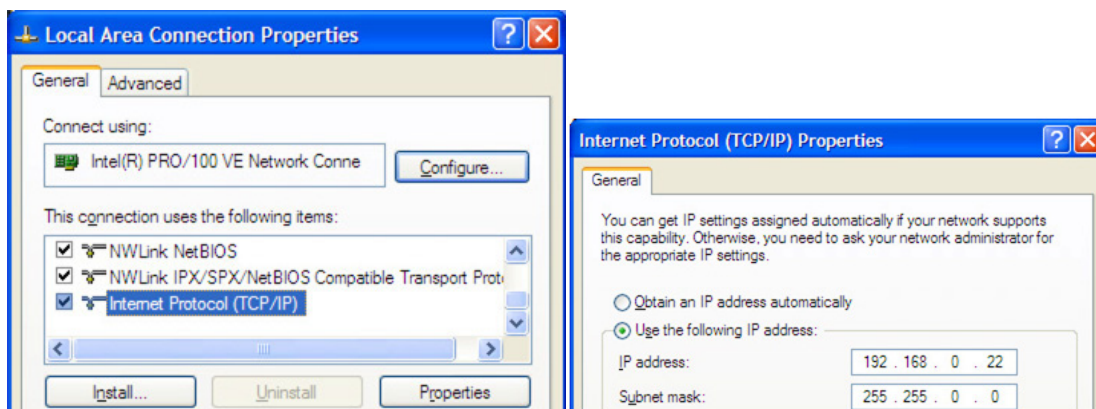 Local Area Connection Properties
General Advanced
Connect using:
Intel(R) PRO/100 VE Network Conne
Configure...
This connection uses the following items:
NWLink NetBIOS
NWLink IPX/SPX/NetBIOS Compatible Transport Prot
Internet Protocol (TCP/IP)
Install... Uninstall Properties
Internet Protocol (TCP/IP) Properties
General
You can get IP settings assigned automatically if your network supports
this capability. Otherwise, you need to ask your network administrator for
the appropriate IP settings.
Obtain an IP address automatically
Use the following IP address:
IP address: 192 . 168 . 0 . 22
Subnet mask: 255 . 255 . 0 . 0